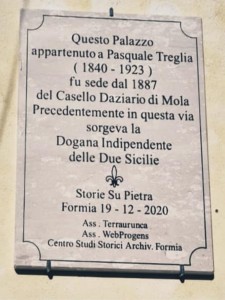 Questo Palazzo
appartenuto a Pasquale Treglia
( 1840 - 1923 )
fu sede dal 1887
del Casello Daziario di Mola
Precedentemente in questa via
sorgeva la
Dogana Indipendente
delle Due Sicilie
Storie Su Pietra
Formia 19 - 12 - 2020
Ass . Terraurunca
Ass . WebProgens
Centro Studi Storici Archiv. Formia